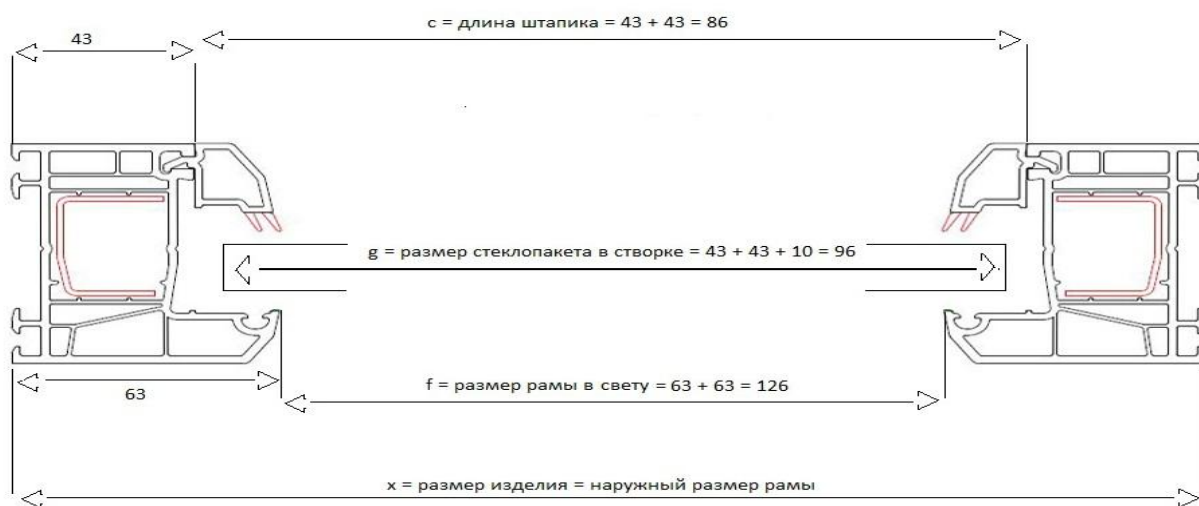 c = длина штапика = 43 + 43 = 86
43
g = размер стеклопакета в створке = 43 + 43 + 10 = 96
f = размер рамы в свету = 63 + 63 = 126
63
x = размер изделия = наружный размер рамы